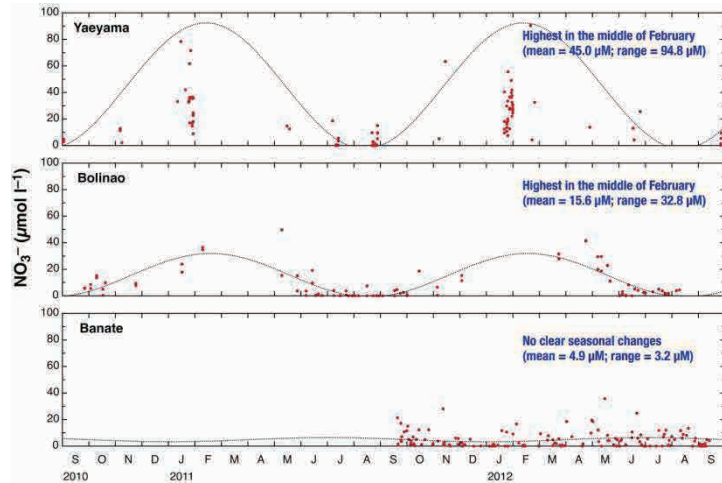 Yaeyama
Highest in the middle of February
(mean = 45.0 µM; range = 94.8 µM)
100
80
60
40
20
0
Bolinao
Highest in the middle of February
(mean = 15.6 µM; range = 32.8 µM)
100
80
60
40
20
0
NO₃⁻ (µmol l⁻¹)
Banate
No clear seasonal changes
(mean = 4.9 µM; range = 3.2 µM)
100
80
60
40
20
0
S O N D J F M A M J J A S O N D J F M A M J J A S
2010 2011 2012